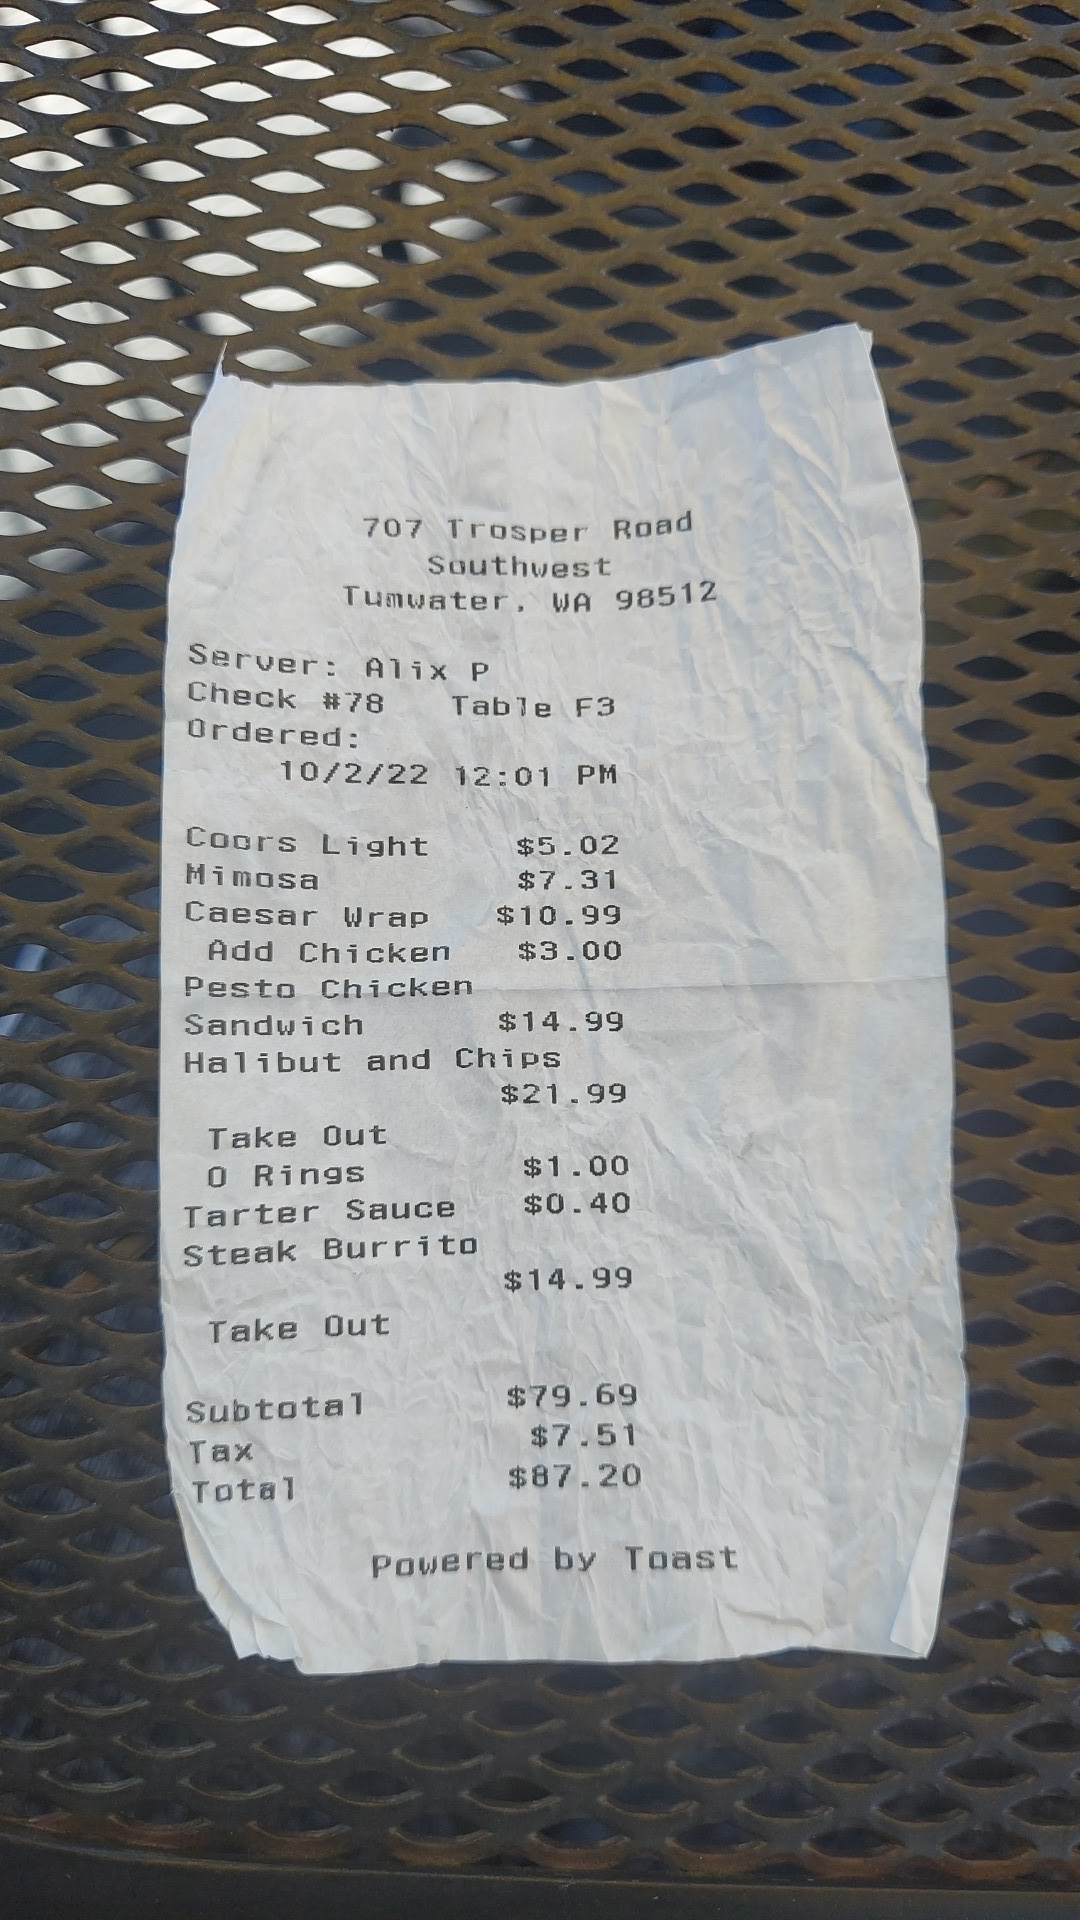 707 Trosper Road
Southwest
Tumwater, WA 98512
Server: Alix P
Check #78 Table F3
Ordered:
10/2/22 12:01 PM
Coors Light $5.02
Mimosa $7.31
Caesar Wrap $10.99
Add Chicken $3.00
Pesto Chicken
Sandwich $14.99
Halibut and Chips
$21.99
Take Out
O Rings $1.00
Tarter Sauce $0.40
Steak Burrito
$14.99
Take Out
Subtotal $79.69
Tax $7.51
Total $87.20
Powered by Toast